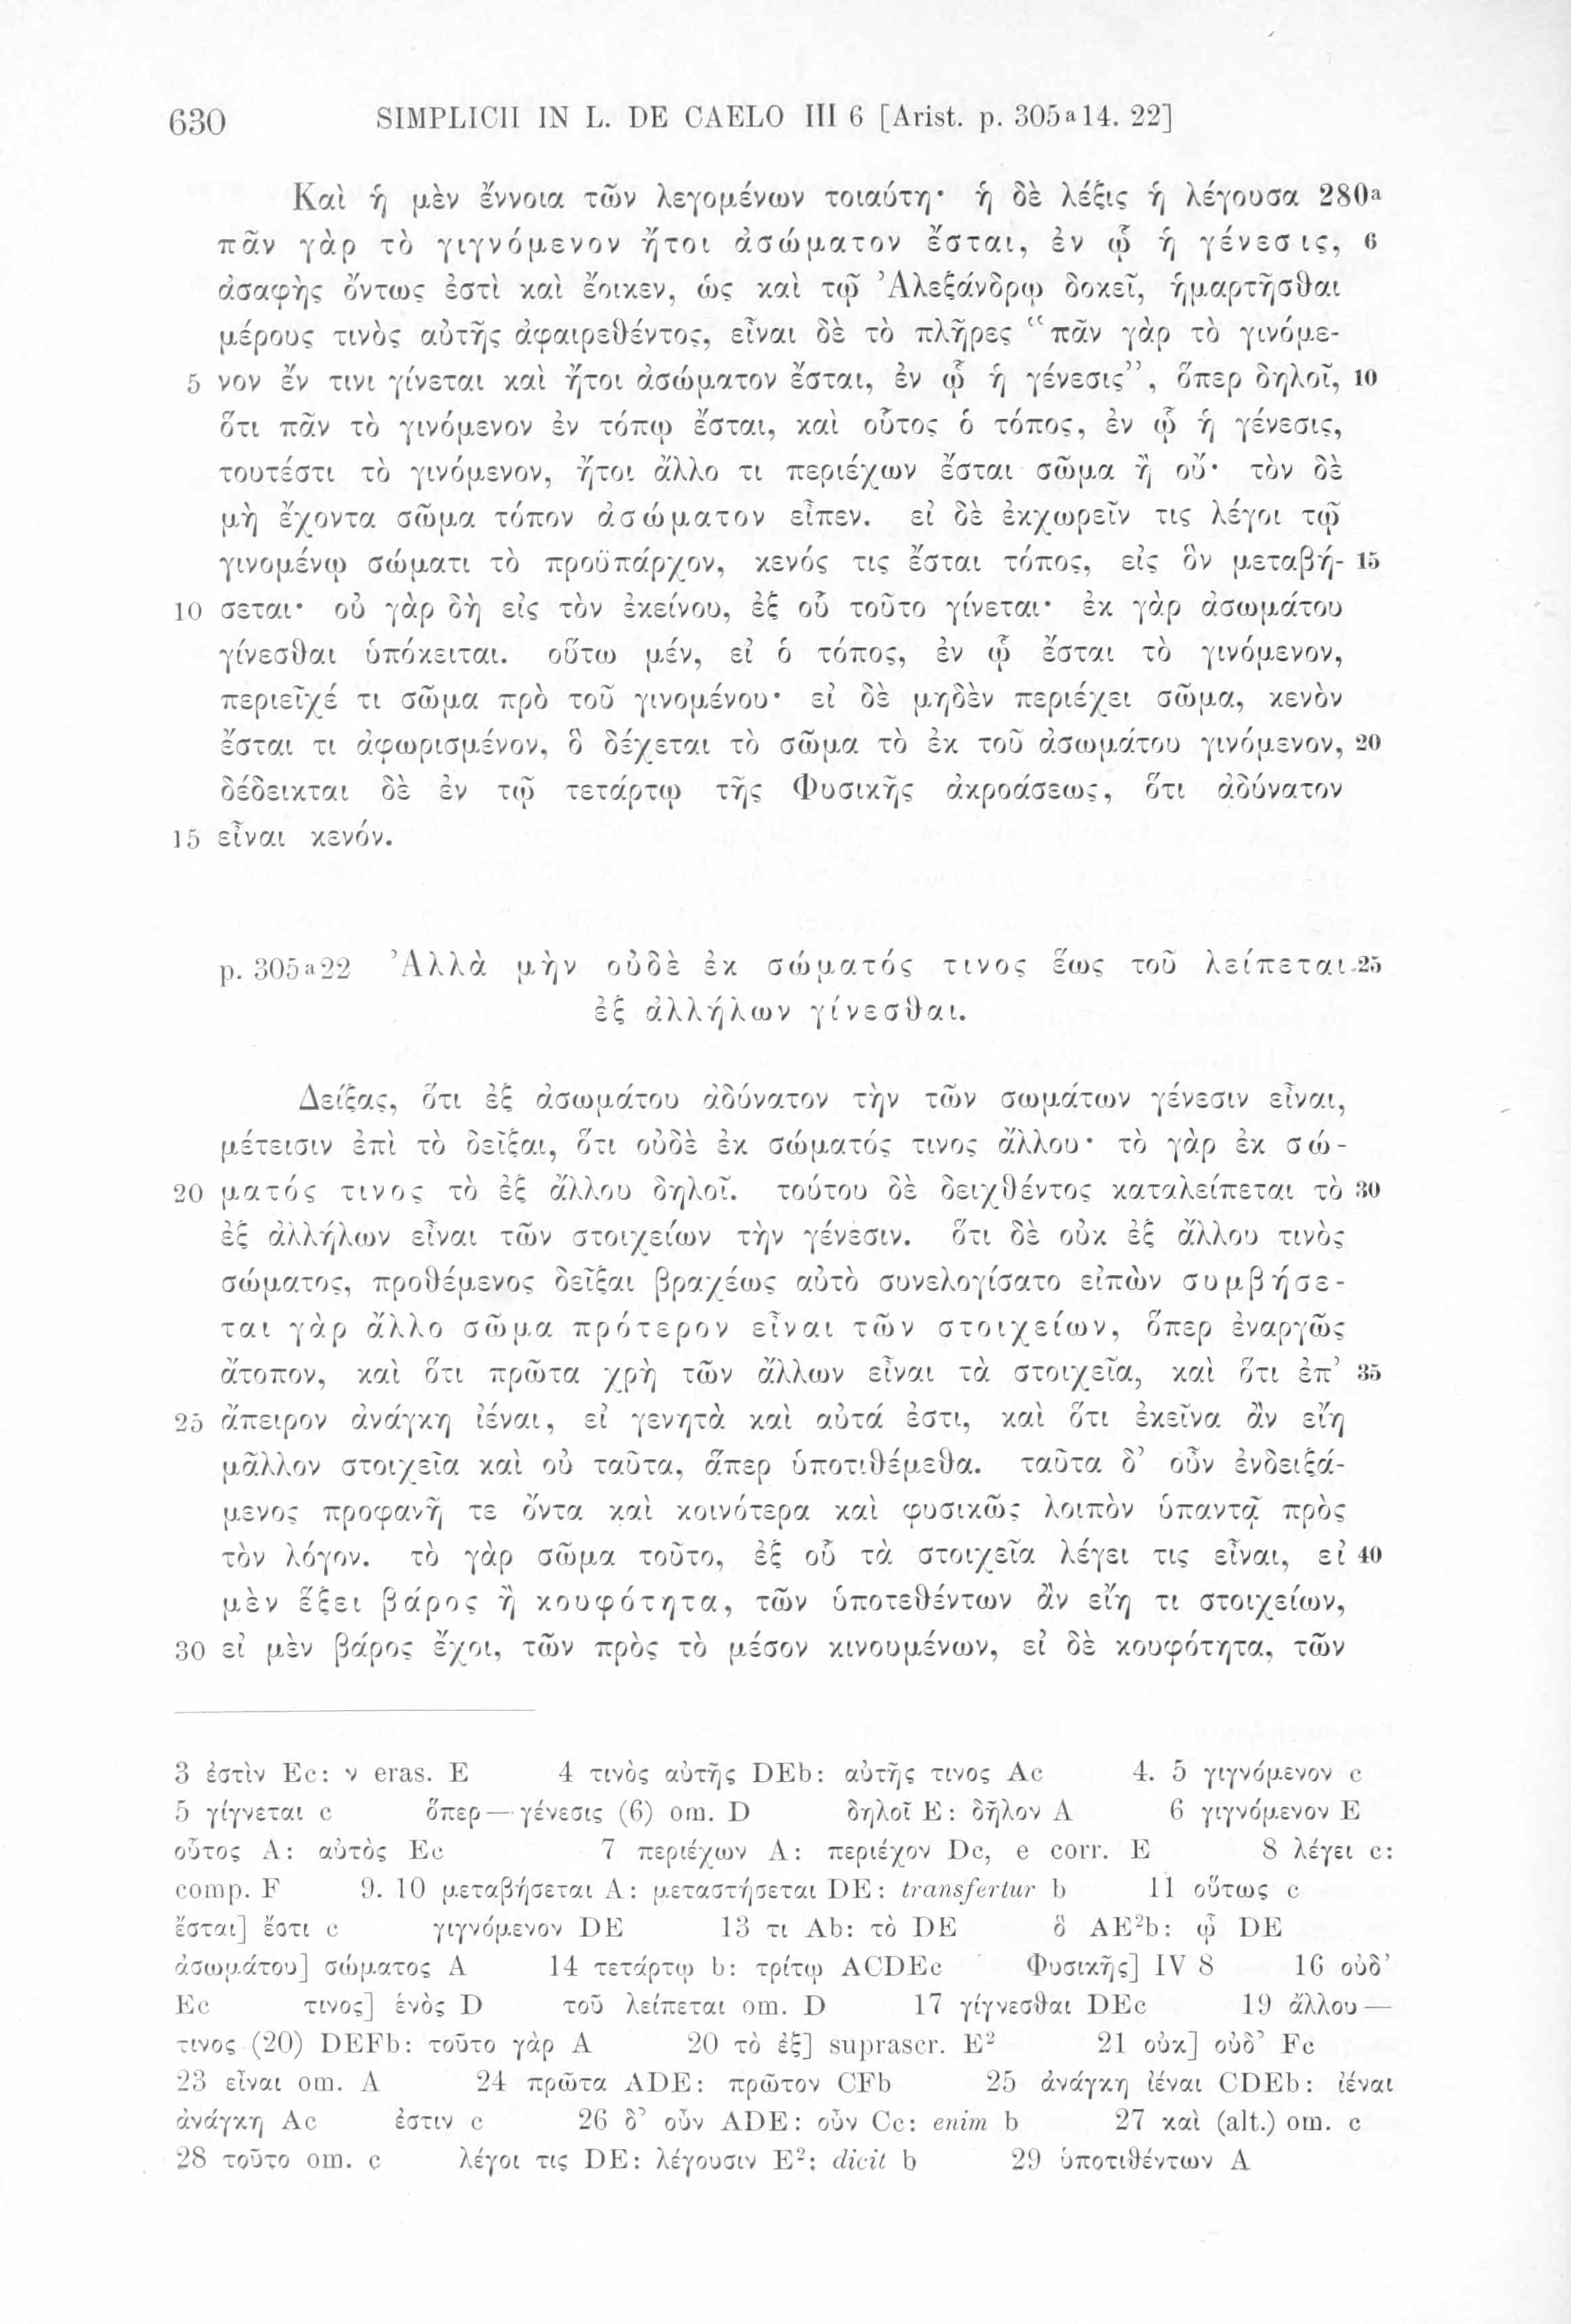 630 SIMPLICII IN L. DE CAELO III 6 [Arist. p. 305ª14. 22]
Καὶ ἡ μὲν ἔννοια τῶν λεγομένων τοιαύτη· ἡ δὲ λέξις ἡ λέγουσα 280ª
πᾶν γὰρ τὸ γιγνόμενον ἤτοι ἀσώματον ἔσται, ἐν ᾧ ἡ γένεσις, 6
ἀσαφὴς ὄντως ἐστὶ καὶ ἔοικεν, ὡς καὶ τῷ Ἀλεξάνδρῳ δοκεῖ, ἡμαρτῆσθαι
μέρους τινὸς αὐτῆς ἀφαιρεθέντος, εἶναι δὲ τὸ πλῆρες “πᾶν γὰρ τὸ γινόμε-
5 νον ἔν τινι γίνεται καὶ ἤτοι ἀσώματον ἔσται, ἐν ᾧ ἡ γένεσις”, ὅπερ δηλοῖ, 10
ὅτι πᾶν τὸ γινόμενον ἐν τόπῳ ἔσται, καὶ οὗτος ὁ τόπος, ἐν ᾧ ἡ γένεσις,
τουτέστι τὸ γινόμενον, ἤτοι ἄλλο τι περιέχων ἔσται σῶμα ἢ οὔ· τὸν δὲ
μὴ ἔχοντα σῶμα τόπον ἀσώματον εἶπεν. εἰ δὲ ἐκχωρεῖν τις λέγοι τῷ
γινομένῳ σώματι τὸ προϋπάρχον, κενός τις ἔσται τόπος, εἰς ὃν μεταβή- 15
10 σεται· οὐ γὰρ δὴ εἰς τὸν ἐκείνου, ἐξ οὗ τοῦτο γίνεται· ἐκ γὰρ ἀσωμάτου
γίνεσθαι ὑπόκειται. οὕτω μέν, εἰ ὁ τόπος, ἐν ᾧ ἔσται τὸ γινόμενον,
περιεῖχέ τι σῶμα πρὸ τοῦ γινομένου· εἰ δὲ μηδὲν περιέχει σῶμα, κενὸν
ἔσται τι ἀφωρισμένον, ὃ δέχεται τὸ σῶμα τὸ ἐκ τοῦ ἀσωμάτου γινόμενον, 20
δέδεικται δὲ ἐν τῷ τετάρτῳ τῆς Φυσικῆς ἀκροάσεως, ὅτι ἀδύνατον
15 εἶναι κενόν.
p. 305ª22 Ἀλλὰ μὴν οὐδὲ ἐκ σώματός τινος ἕως τοῦ λείπεται 25
ἐξ ἀλλήλων γίνεσθαι.
Δείξας, ὅτι ἐξ ἀσωμάτου ἀδύνατον τὴν τῶν σωμάτων γένεσιν εἶναι,
μέτεισιν ἐπὶ τὸ δεῖξαι, ὅτι οὐδὲ ἐκ σώματός τινος ἄλλου· τὸ γὰρ ἐκ σώ-
20 ματός τινος τὸ ἐξ ἄλλου δηλοῖ. τούτου δὲ δειχθέντος καταλείπεται τὸ 30
ἐξ ἀλλήλων εἶναι τῶν στοιχείων τὴν γένεσιν. ὅτι δὲ οὐκ ἐξ ἄλλου τινὸς
σώματος, προθέμενος δεῖξαι βραχέως αὐτὸ συνελογίσατο εἰπὼν συμβήσε-
ται γὰρ ἄλλο σῶμα πρότερον εἶναι τῶν στοιχείων, ὅπερ ἐναργῶς
ἄτοπον, καὶ ὅτι πρῶτα χρὴ τῶν ἄλλων εἶναι τὰ στοιχεῖα, καὶ ὅτι ἐπ’ 35
25 ἄπειρον ἀνάγκη ἰέναι, εἰ γενητὰ καὶ αὐτά ἐστι, καὶ ὅτι ἐκεῖνα ἂν εἴη
μᾶλλον στοιχεῖα καὶ οὐ ταῦτα, ἅπερ ὑποτιθέμεθα. ταῦτα δ’ οὖν ἐνδειξά-
μενος προφανῆ τε ὄντα καὶ κοινότερα καὶ φυσικῶς λοιπὸν ὑπαντᾷ πρὸς
τὸν λόγον. τὸ γὰρ σῶμα τοῦτο, ἐξ οὗ τὰ στοιχεῖα λέγει τις εἶναι, εἰ 40
μὲν ἕξει βάρος ἢ κουφότητα, τῶν ὑποτεθέντων ἂν εἴη τι στοιχείων,
30 εἰ μὲν βάρος ἔχοι, τῶν πρὸς τὸ μέσον κινουμένων, εἰ δὲ κουφότητα, τῶν
3 ἐστὶν Ec: ν eras. E 4 τινὸς αὐτῆς DEb: αὐτῆς τινος Ac 4. 5 γιγνόμενον c
5 γίγνεται c ὅπερ—γένεσις (6) om. D δηλοῖ E: δῆλον A 6 γιγνόμενον E
οὗτος A: αὐτὸς Ec 7 περιέχων A: περιέχον Dc, e corr. E 8 λέγει c:
comp. F 9. 10 μεταβήσεται A: μεταστήσεται DE: transfertur b 11 οὕτως c
ἔσται] ἔστι c γιγνόμενον DE 13 τι Ab: τὸ DE ὃ AE²b: ᾧ DE
ἀσωμάτου] σώματος A 14 τετάρτῳ b: τρίτῳ ACDEc Φυσικῆς] IV 8 16 οὐδ’
Ec τινος] ἑνὸς D τοῦ λείπεται om. D 17 γίγνεσθαι DEc 19 ἄλλου—
τινος (20) DEFb: τοῦτο γὰρ A 20 τὸ ἐξ] suprascr. E² 21 οὐκ] οὐδ’ Fc
23 εἶναι om. A 24 πρῶτα ADE: πρῶτον CFb 25 ἀνάγκη ἰέναι CDEb: ἰέναι
ἀνάγκη Ac ἐστιν c 26 δ’ οὖν ADE: οὖν Cc: enim b 27 καὶ (alt.) om. c
28 τοῦτο om. c λέγοι τις DE: λέγουσιν E²: dicit b 29 ὑποτιθέντων A